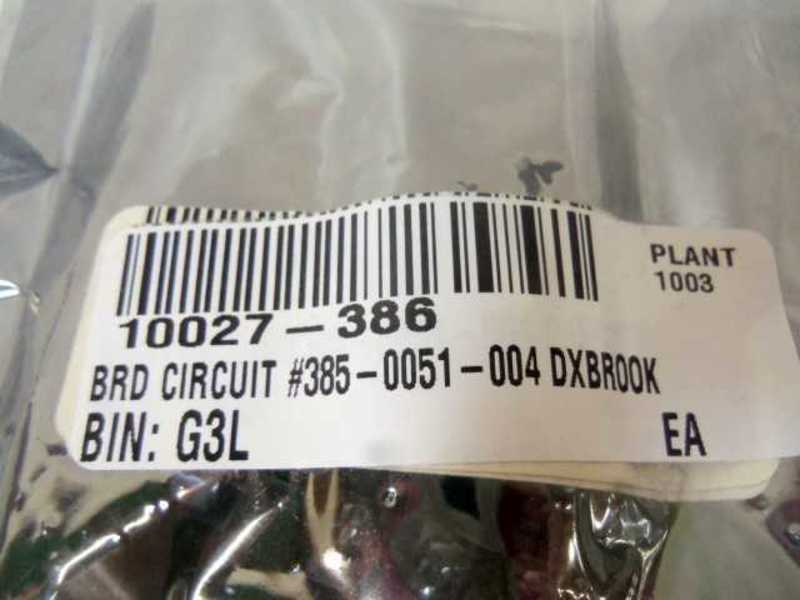 PLANT
1003
10027-386
BRD CIRCUIT #385-0051-004 DXBROOK
BIN: G3L EA